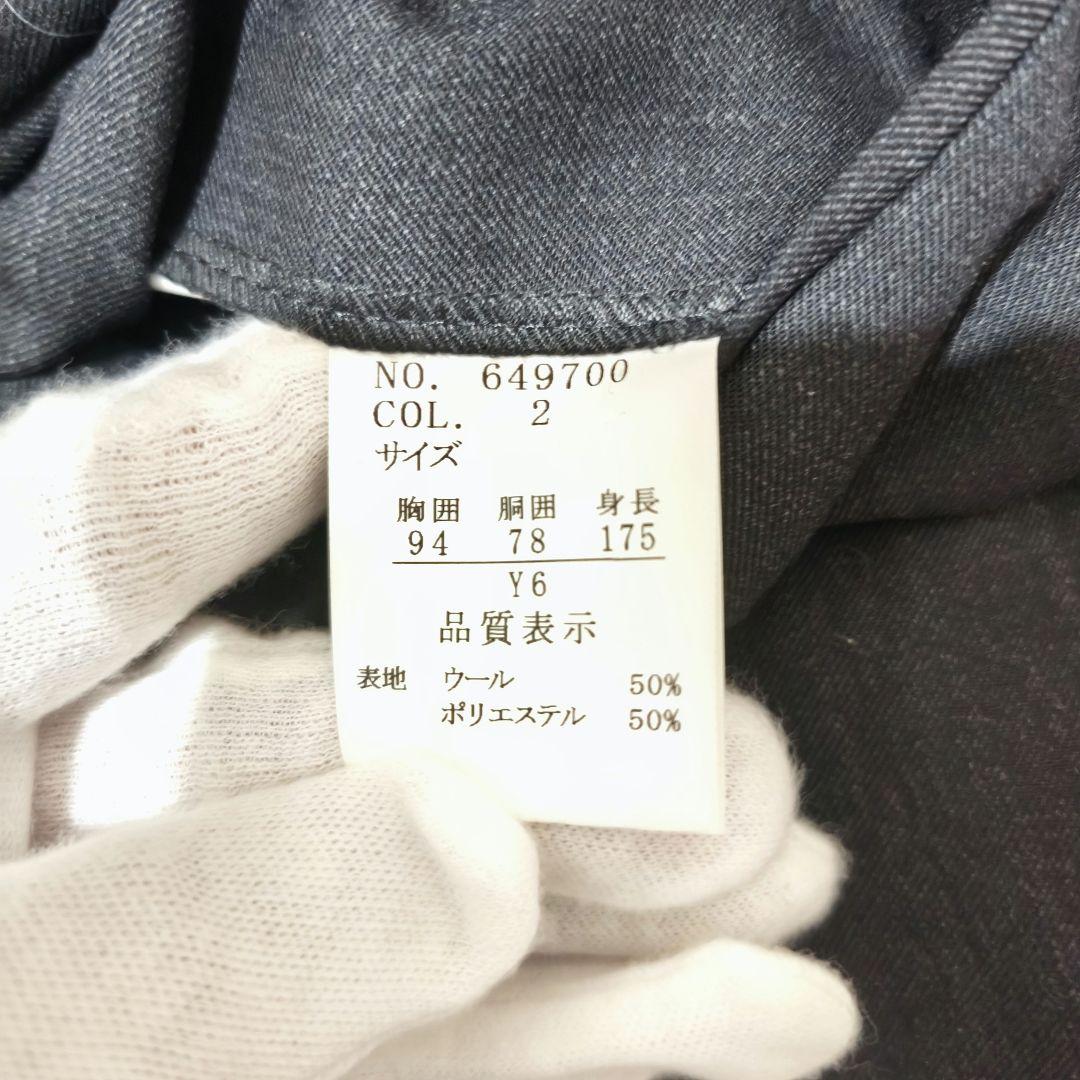 NO. 649700
COL. 2
サイズ
胸囲 胴囲 身長
94 78 175
Y6
品質表示
表地 ウール 50%
ポリエステル 50%